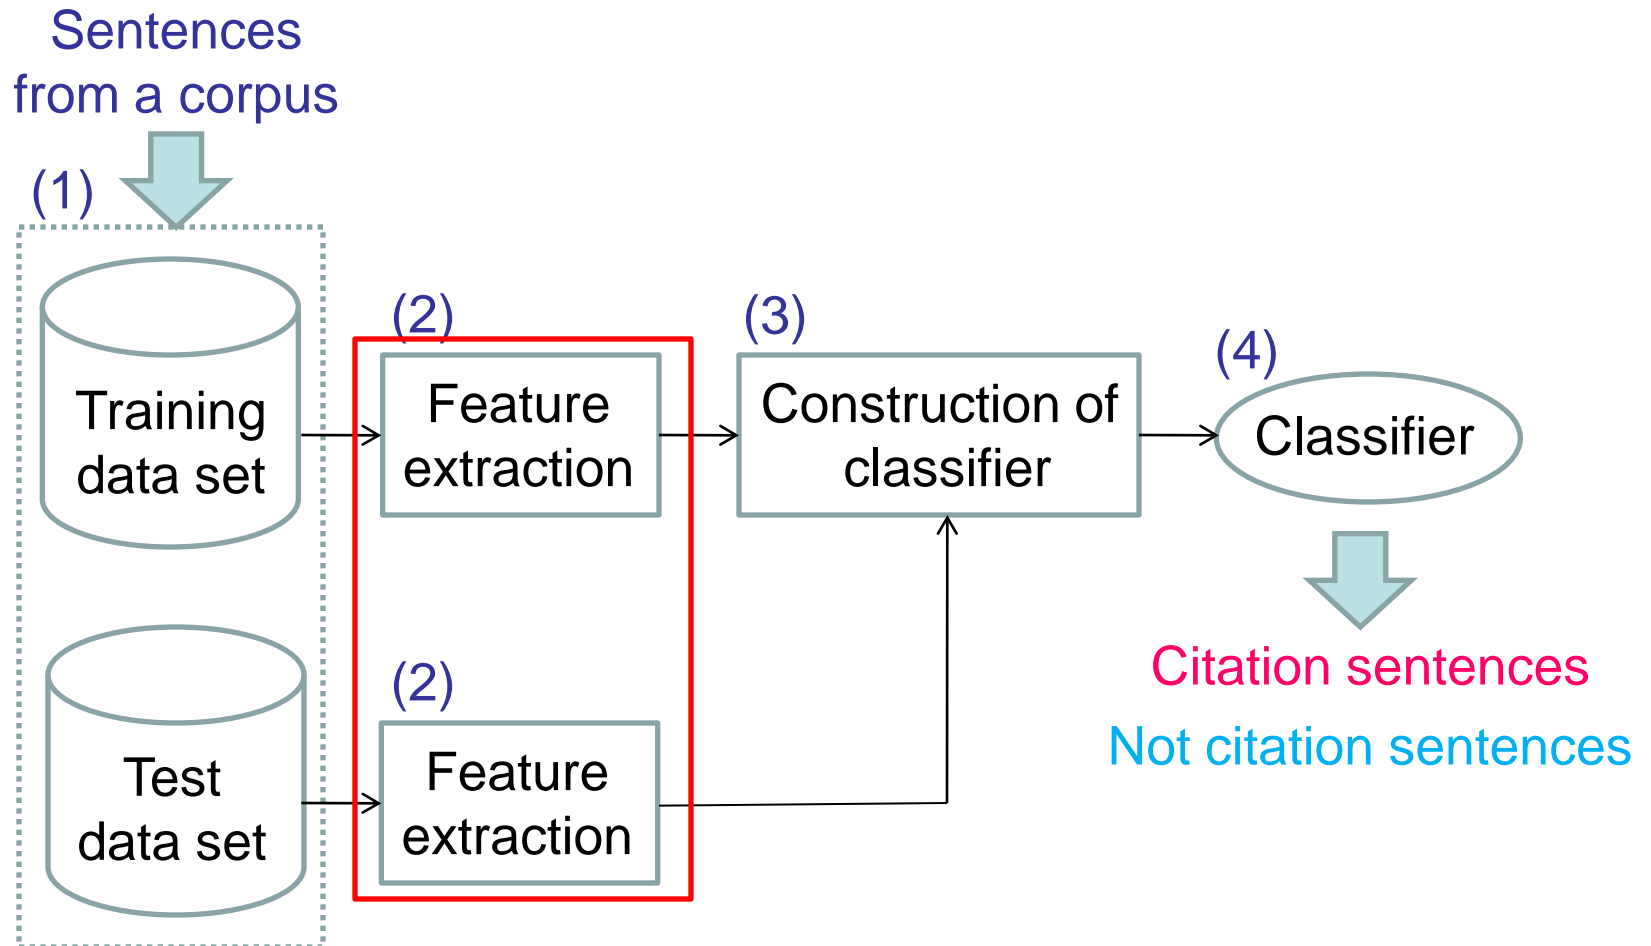 Sentences
from a corpus
(1)
Training
data set
(2)
Feature
extraction
(3)
Construction of
classifier
(4)
Classifier
Citation sentences
Not citation sentences
Test
data set
(2)
Feature
extraction